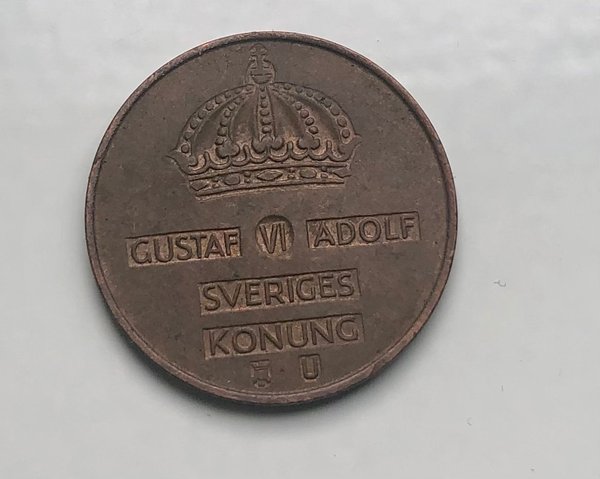 GUSTAF VI ADOLF
SVERIGES
KONUNG
U